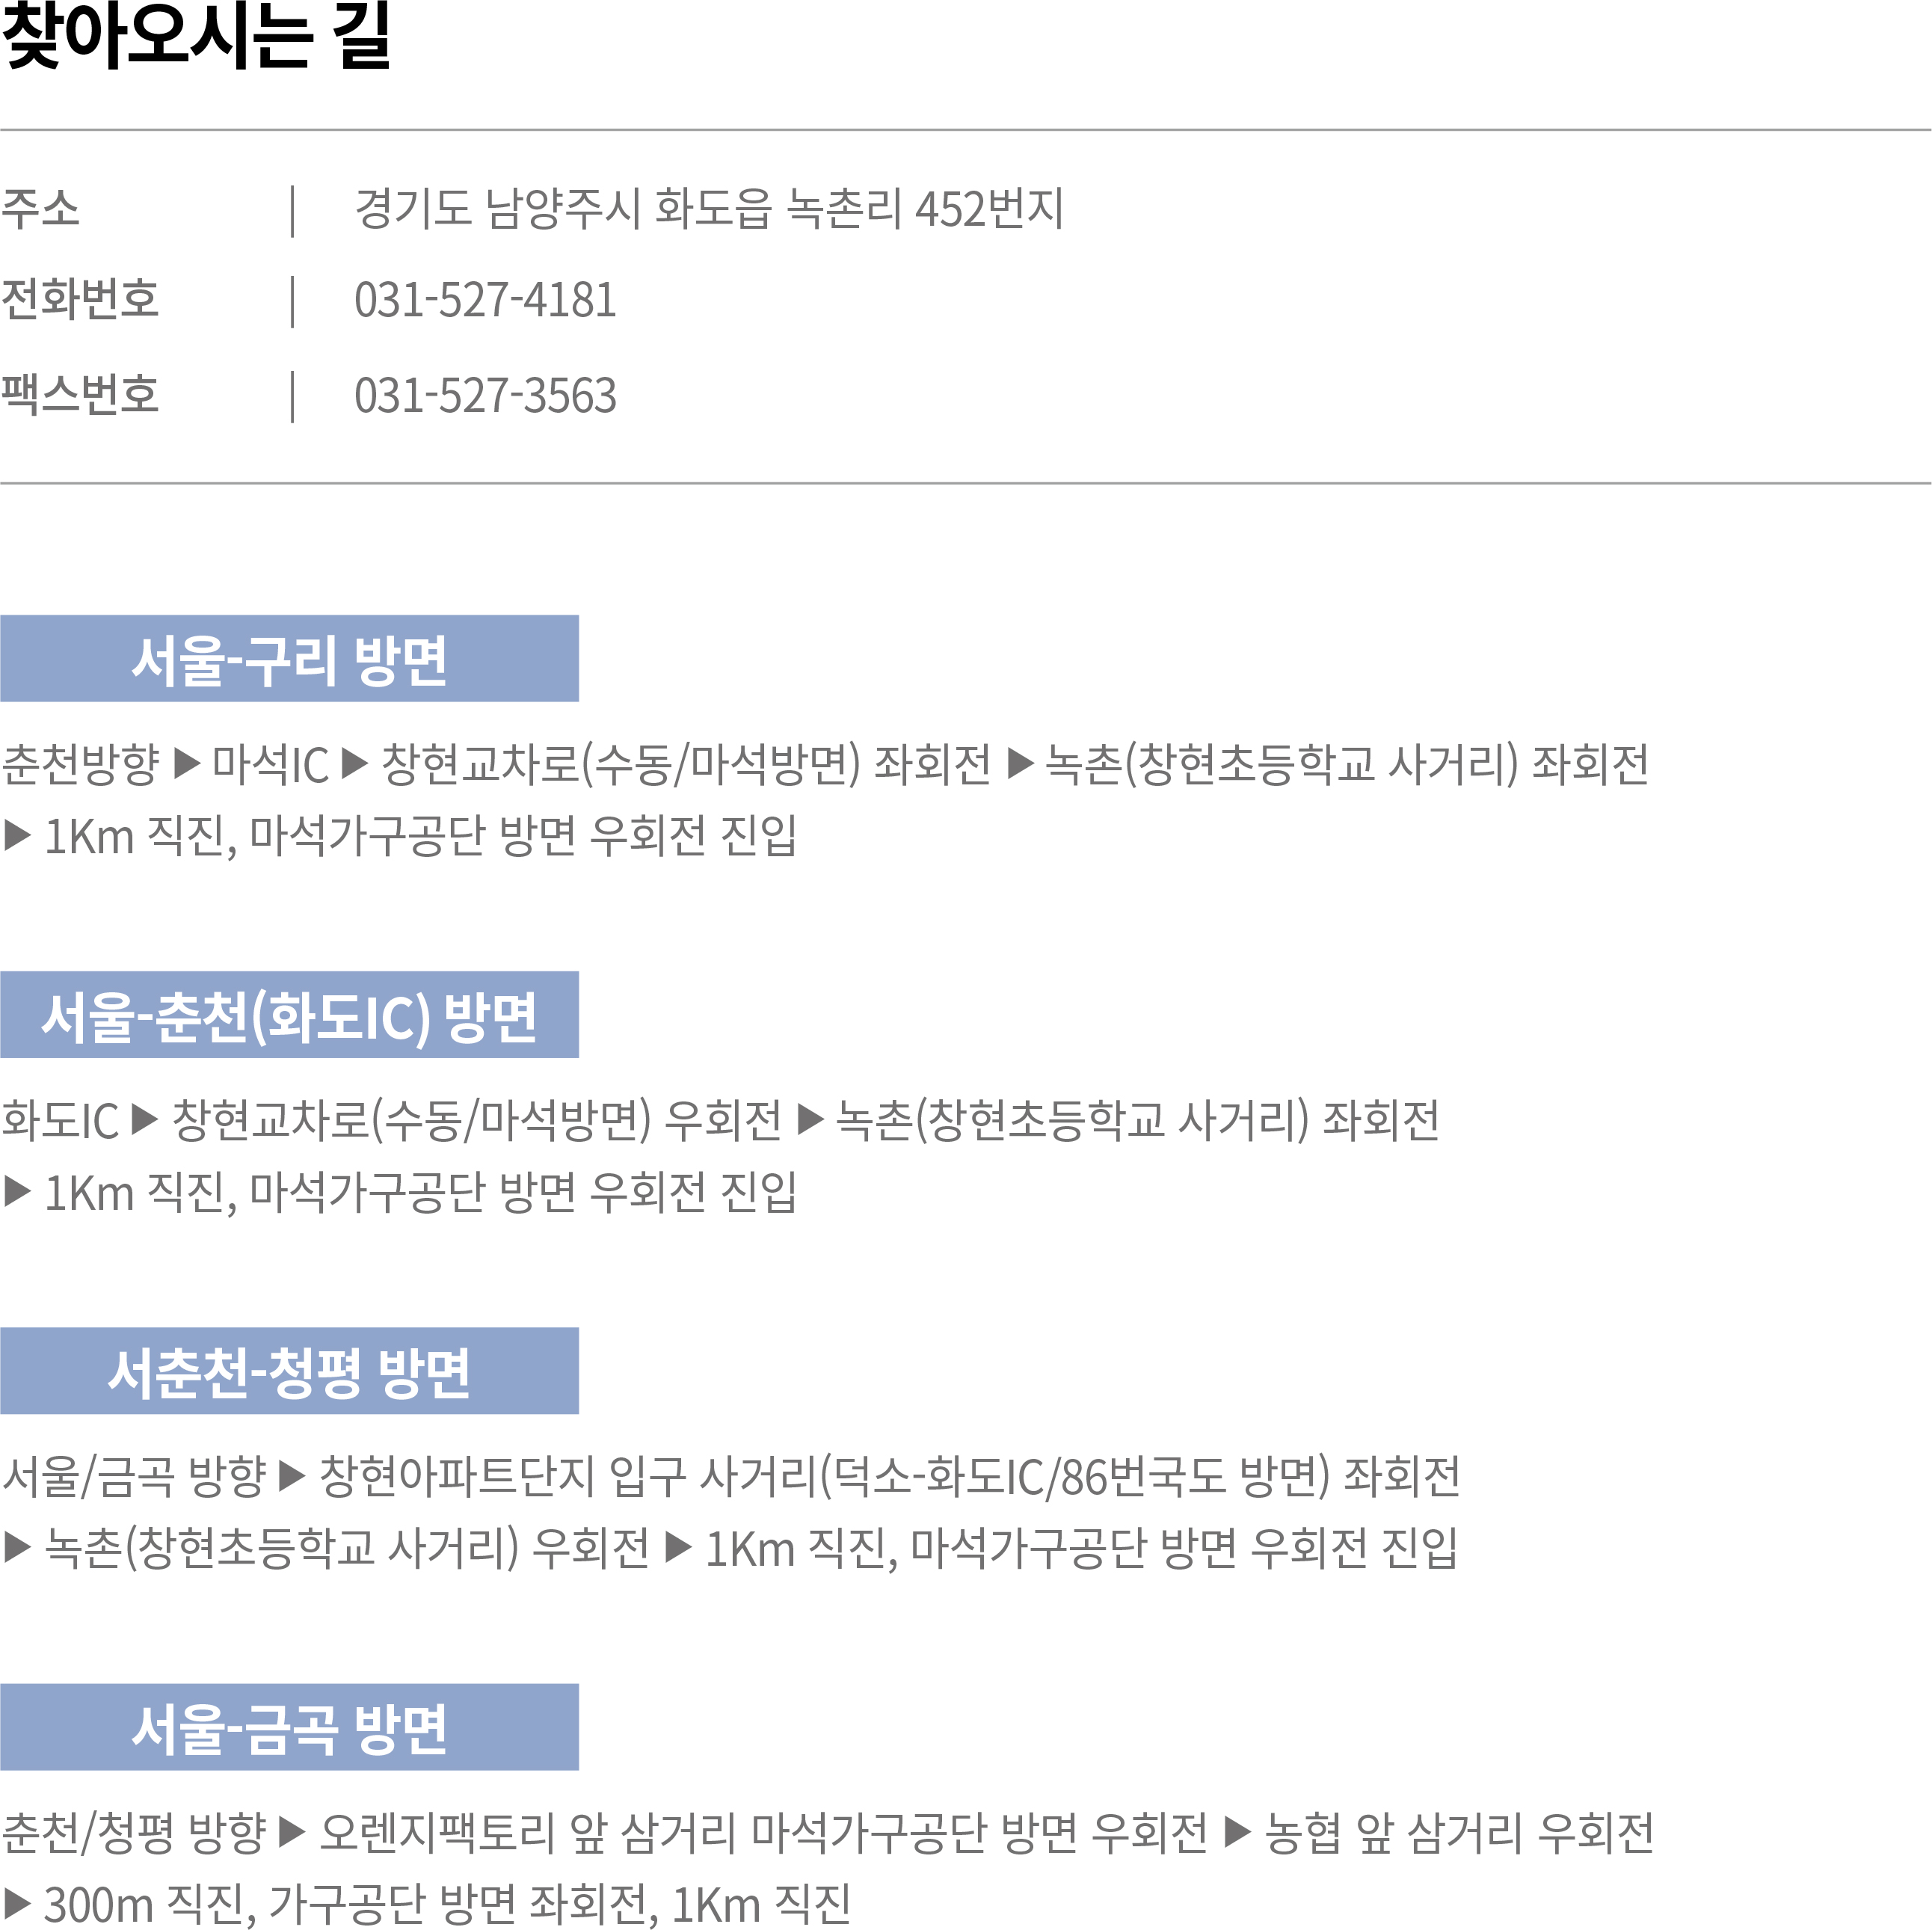 찾아오시는 길
주소 | 경기도 남양주시 화도읍 녹촌리 452번지
전화번호 | 031-527-4181
팩스번호 | 031-527-3563
서울-구리 방면
춘천방향 ▶ 마석IC ▶ 창현교차로(수동/마석방면) 좌회전 ▶ 녹촌(창현초등학교 사거리) 좌회전
▶ 1Km 직진, 마석가구공단 방면 우회전 진입
서울-춘천(화도IC) 방면
화도IC ▶ 창현교차로(수동/마석방면) 우회전 ▶ 녹촌(창현초등학교 사거리) 좌회전
▶ 1Km 직진, 마석가구공단 방면 우회전 진입
서춘천-청평 방면
서울/금곡 방향 ▶ 창현아파트단지 입구 사거리(덕소-화도IC/86번국도 방면) 좌회전
▶ 녹촌(창현초등학교 사거리) 우회전 ▶ 1Km 직진, 마석가구공단 방면 우회전 진입
서울-금곡 방면
춘천/청평 방향 ▶ 오렌지팩토리 앞 삼거리 마석가구공단 방면 우회전 ▶ 농협 앞 삼거리 우회전
▶ 300m 직진, 가구공단 방면 좌회전, 1Km 직진